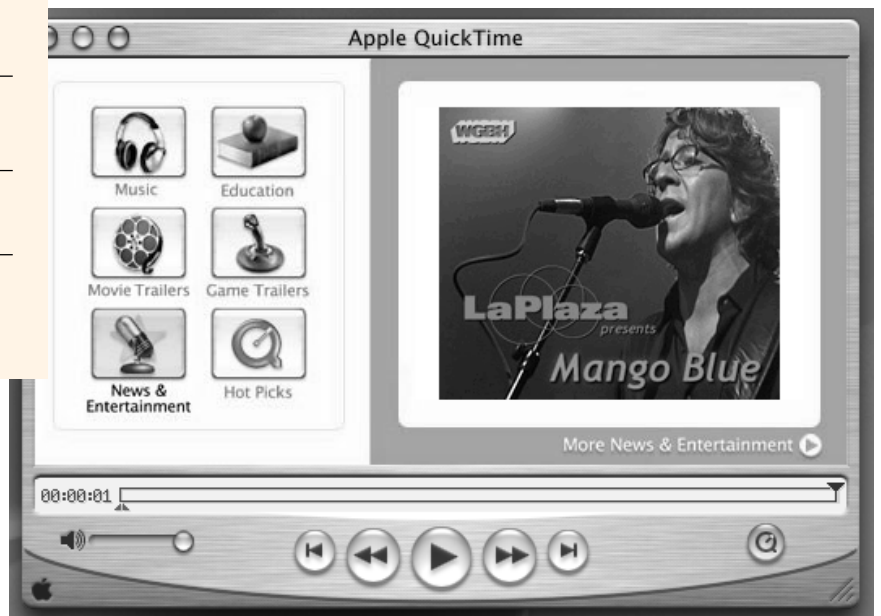 Apple QuickTime
Music
Education
Movie Trailers
Game Trailers
News &
Entertainment
Hot Picks
WGBH
LaPlaza
presents
Mango Blue
More News & Entertainment
00:00:01